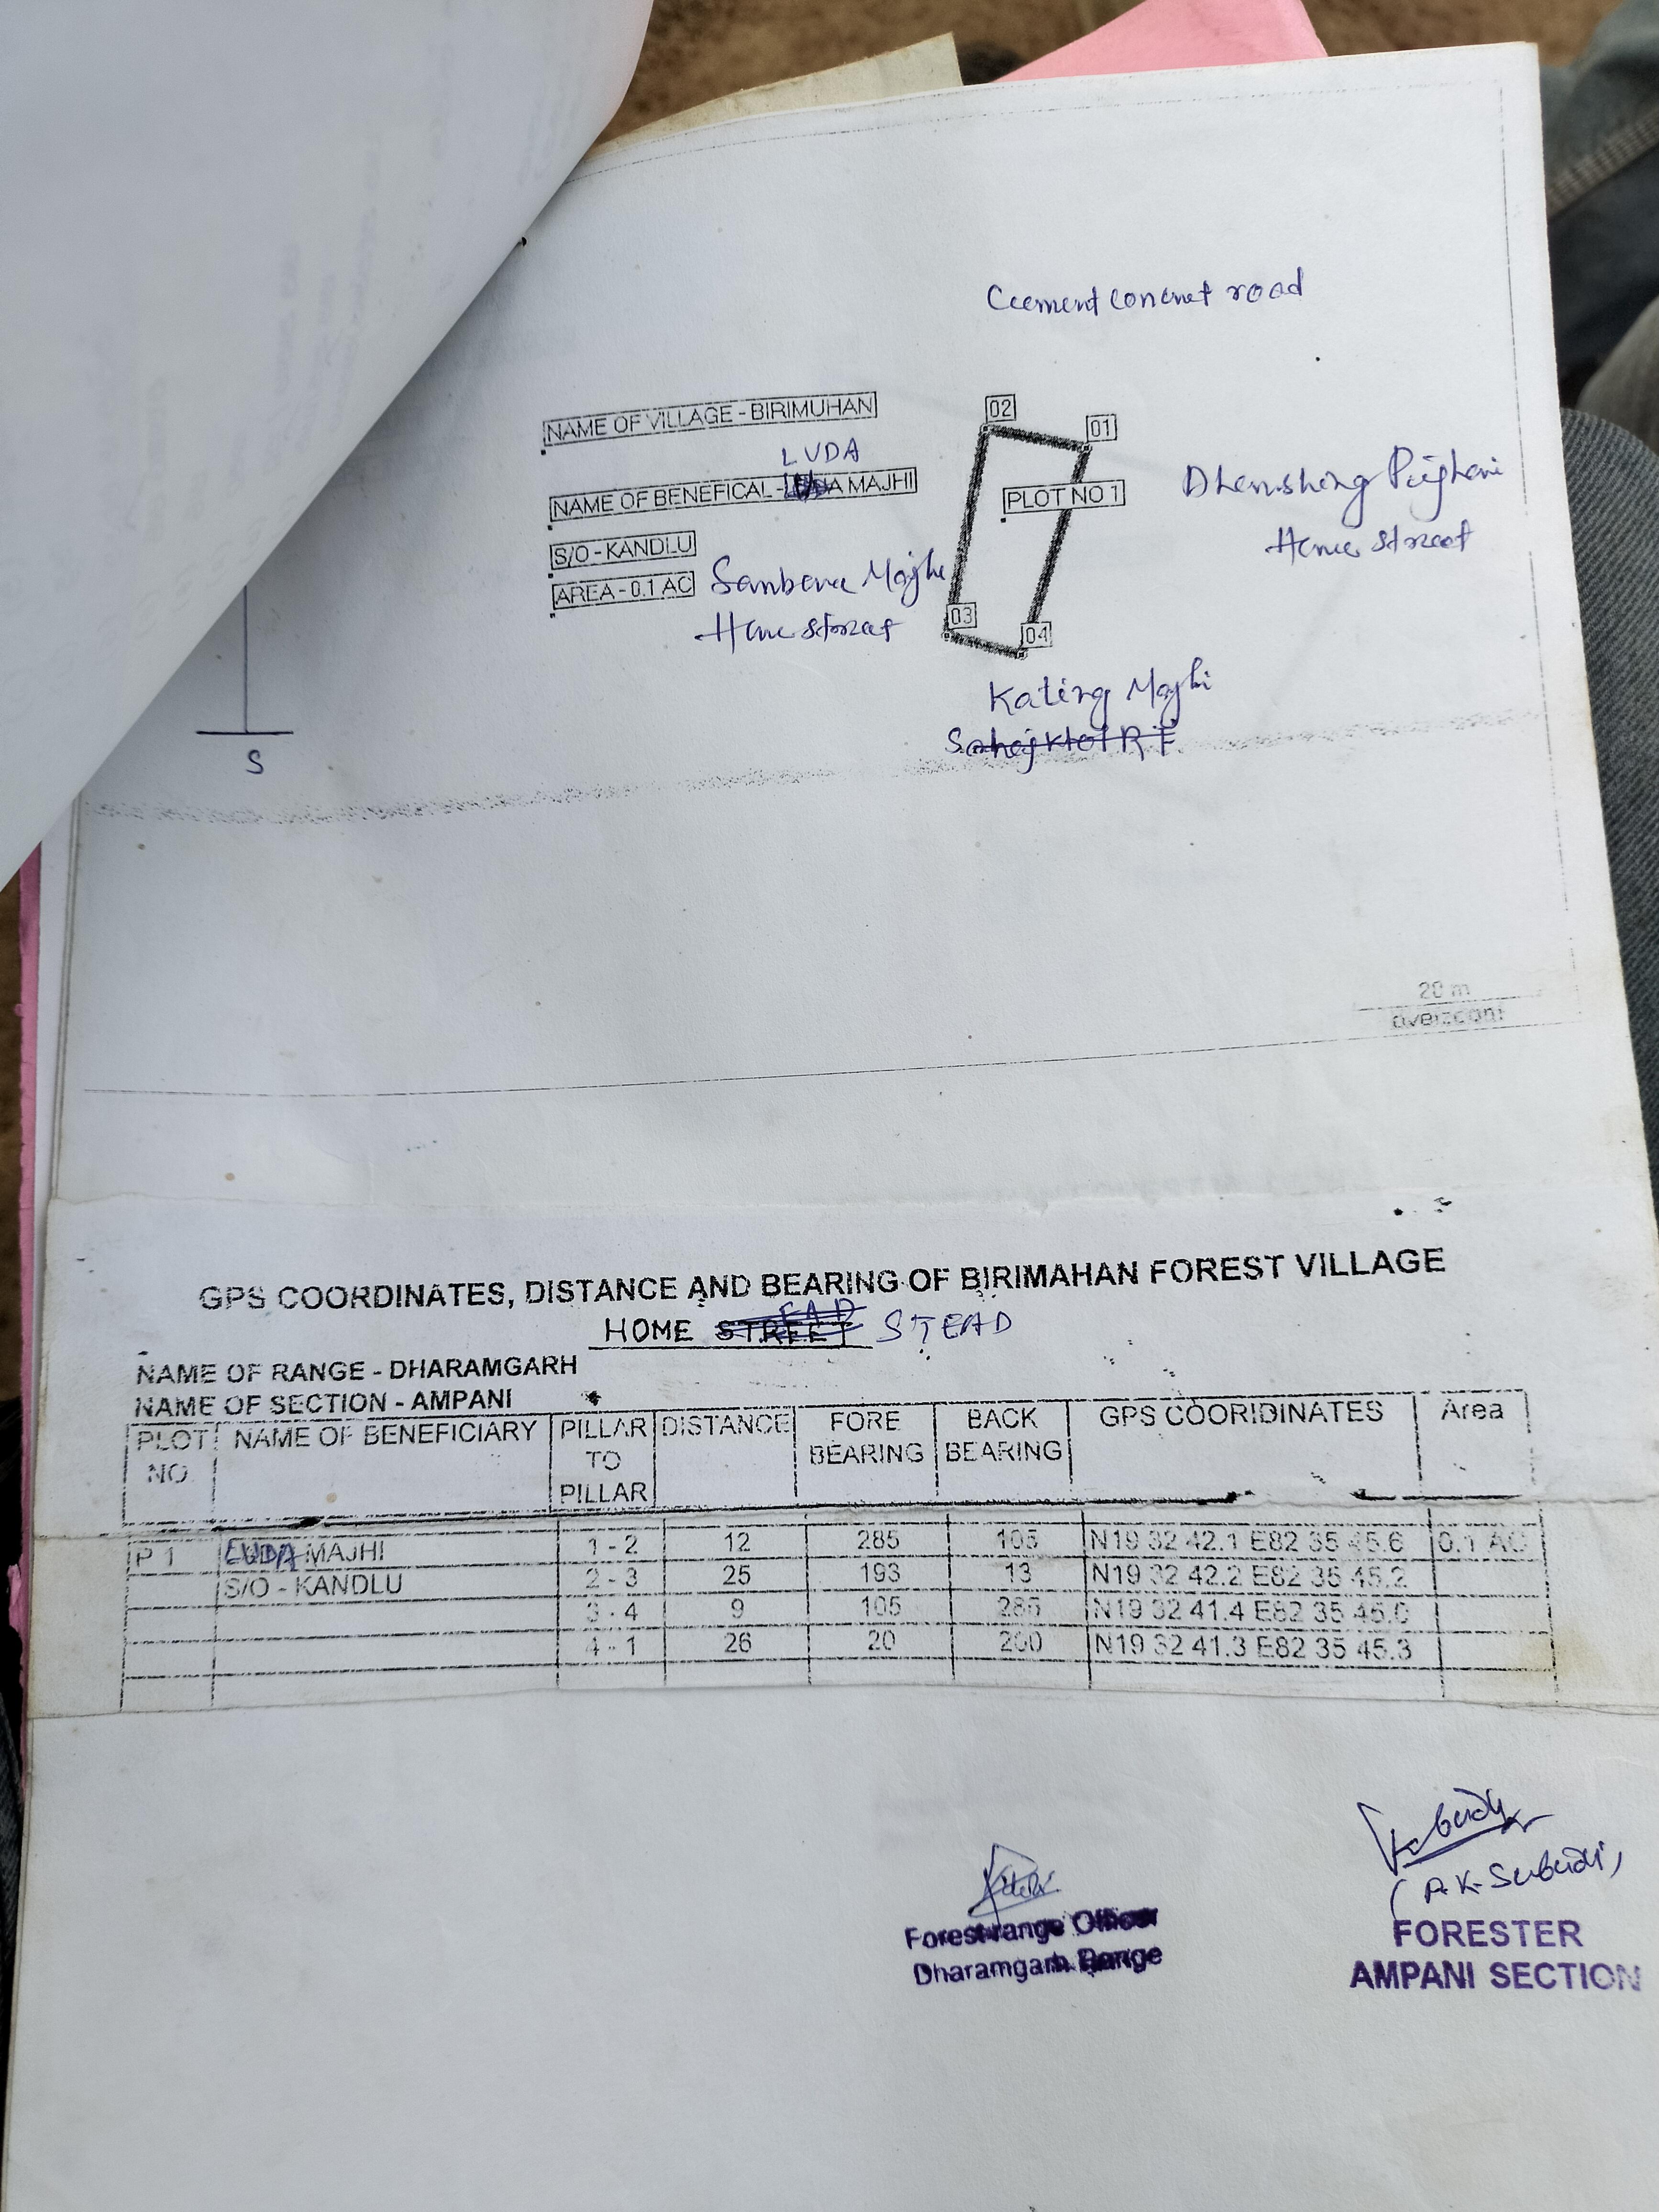 Ccement concret road
NAME OF VILLAGE - BIRIMUHAN
02
01
LUDA
NAME OF BENEFICAL - LUDA MAJHI
PLOT NO 1
S/O - KANDLU
AREA - 0.1 AC
Home street
Majhi
Home street
03
04
Kating Majhi
S
20 m
GPS COORDINATES, DISTANCE AND BEARING OF BIRIMAHAN FOREST VILLAGE
HOME STREET STEAD
NAME OF RANGE - DHARAMGARH
NAME OF SECTION - AMPANI
PLOT NO. NAME OF BENEFICIARY PILLAR TO PILLAR DISTANCE FORE BEARING BACK BEARING GPS COORIDINATES Area
P 1 LUDA MAJHI 1 - 2 12 285 105 N19 32 42.1 E82 35 45.6 0.1 AC
S/O - KANDLU 2 - 3 25 193 13 N19 32 42.2 E82 35 45.2
3 - 4 9 105 285 N19 32 41.4 E82 35 45.0
4 - 1 26 20 200 N19 32 41.3 E82 35 45.3
(A.K. Subudhi)
Forest range Officer
Dharamgarh Range
FORESTER
AMPANI SECTION